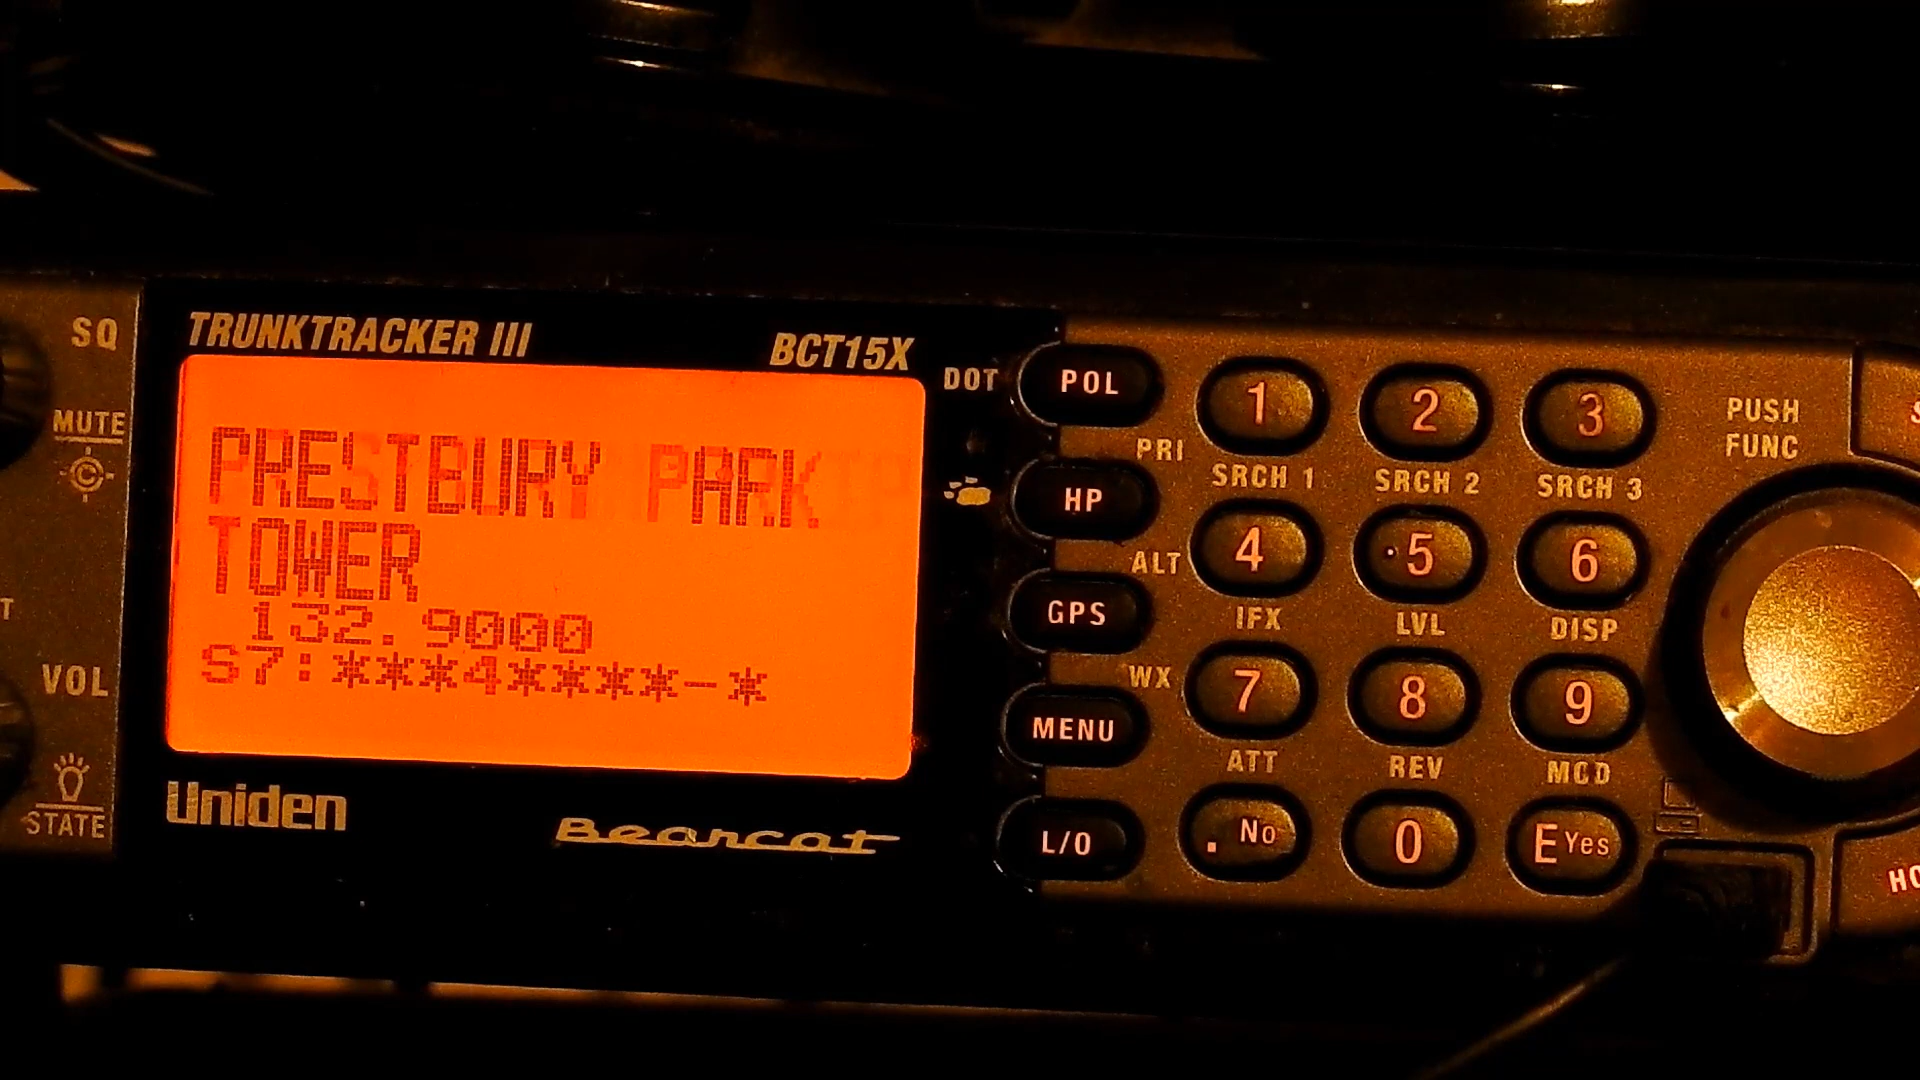 SQ
MUTE
VOL
STATE
T
TRUNKTRACKER III
BCT15X
PRESTBURY PARK
TOWER
132.9000
S7:***4****-*
Uniden
Bearcat
DOT
POL
PRI
HP
ALT
GPS
WX
MENU
L/O
1 2 3
SRCH 1 SRCH 2 SRCH 3
4 5 6
IFX LVL DISP
7 8 9
ATT REV MOD
. No 0 E Yes
PUSH
FUNC